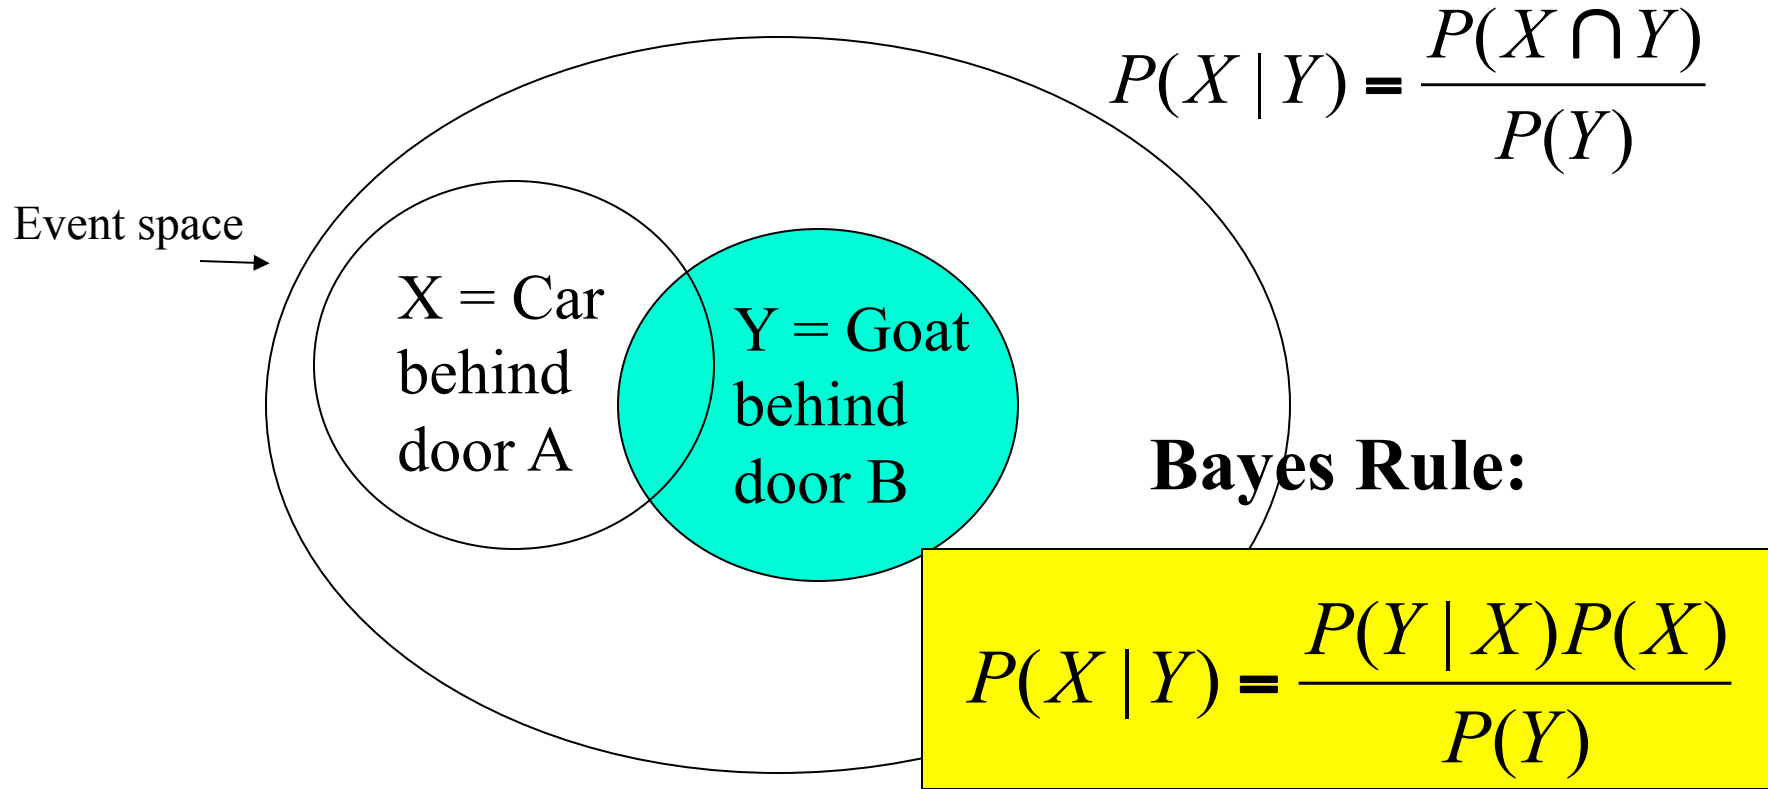 P(X | Y) = P(X ∩ Y) / P(Y)
Event space
X = Car
behind
door A
Y = Goat
behind
door B
Bayes Rule:
P(X | Y) = P(Y | X)P(X) / P(Y)